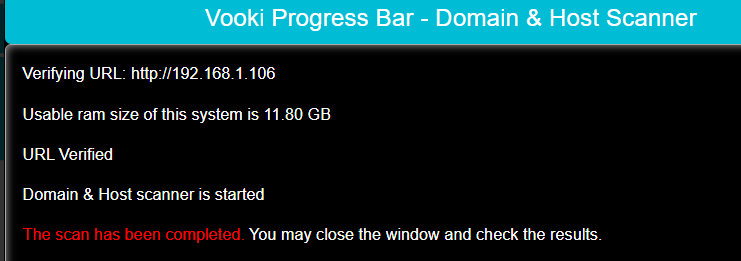 Vooki Progress Bar - Domain & Host Scanner
Verifying URL: http://192.168.1.106
Usable ram size of this system is 11.80 GB
URL Verified
Domain & Host scanner is started
The scan has been completed. You may close the window and check the results.